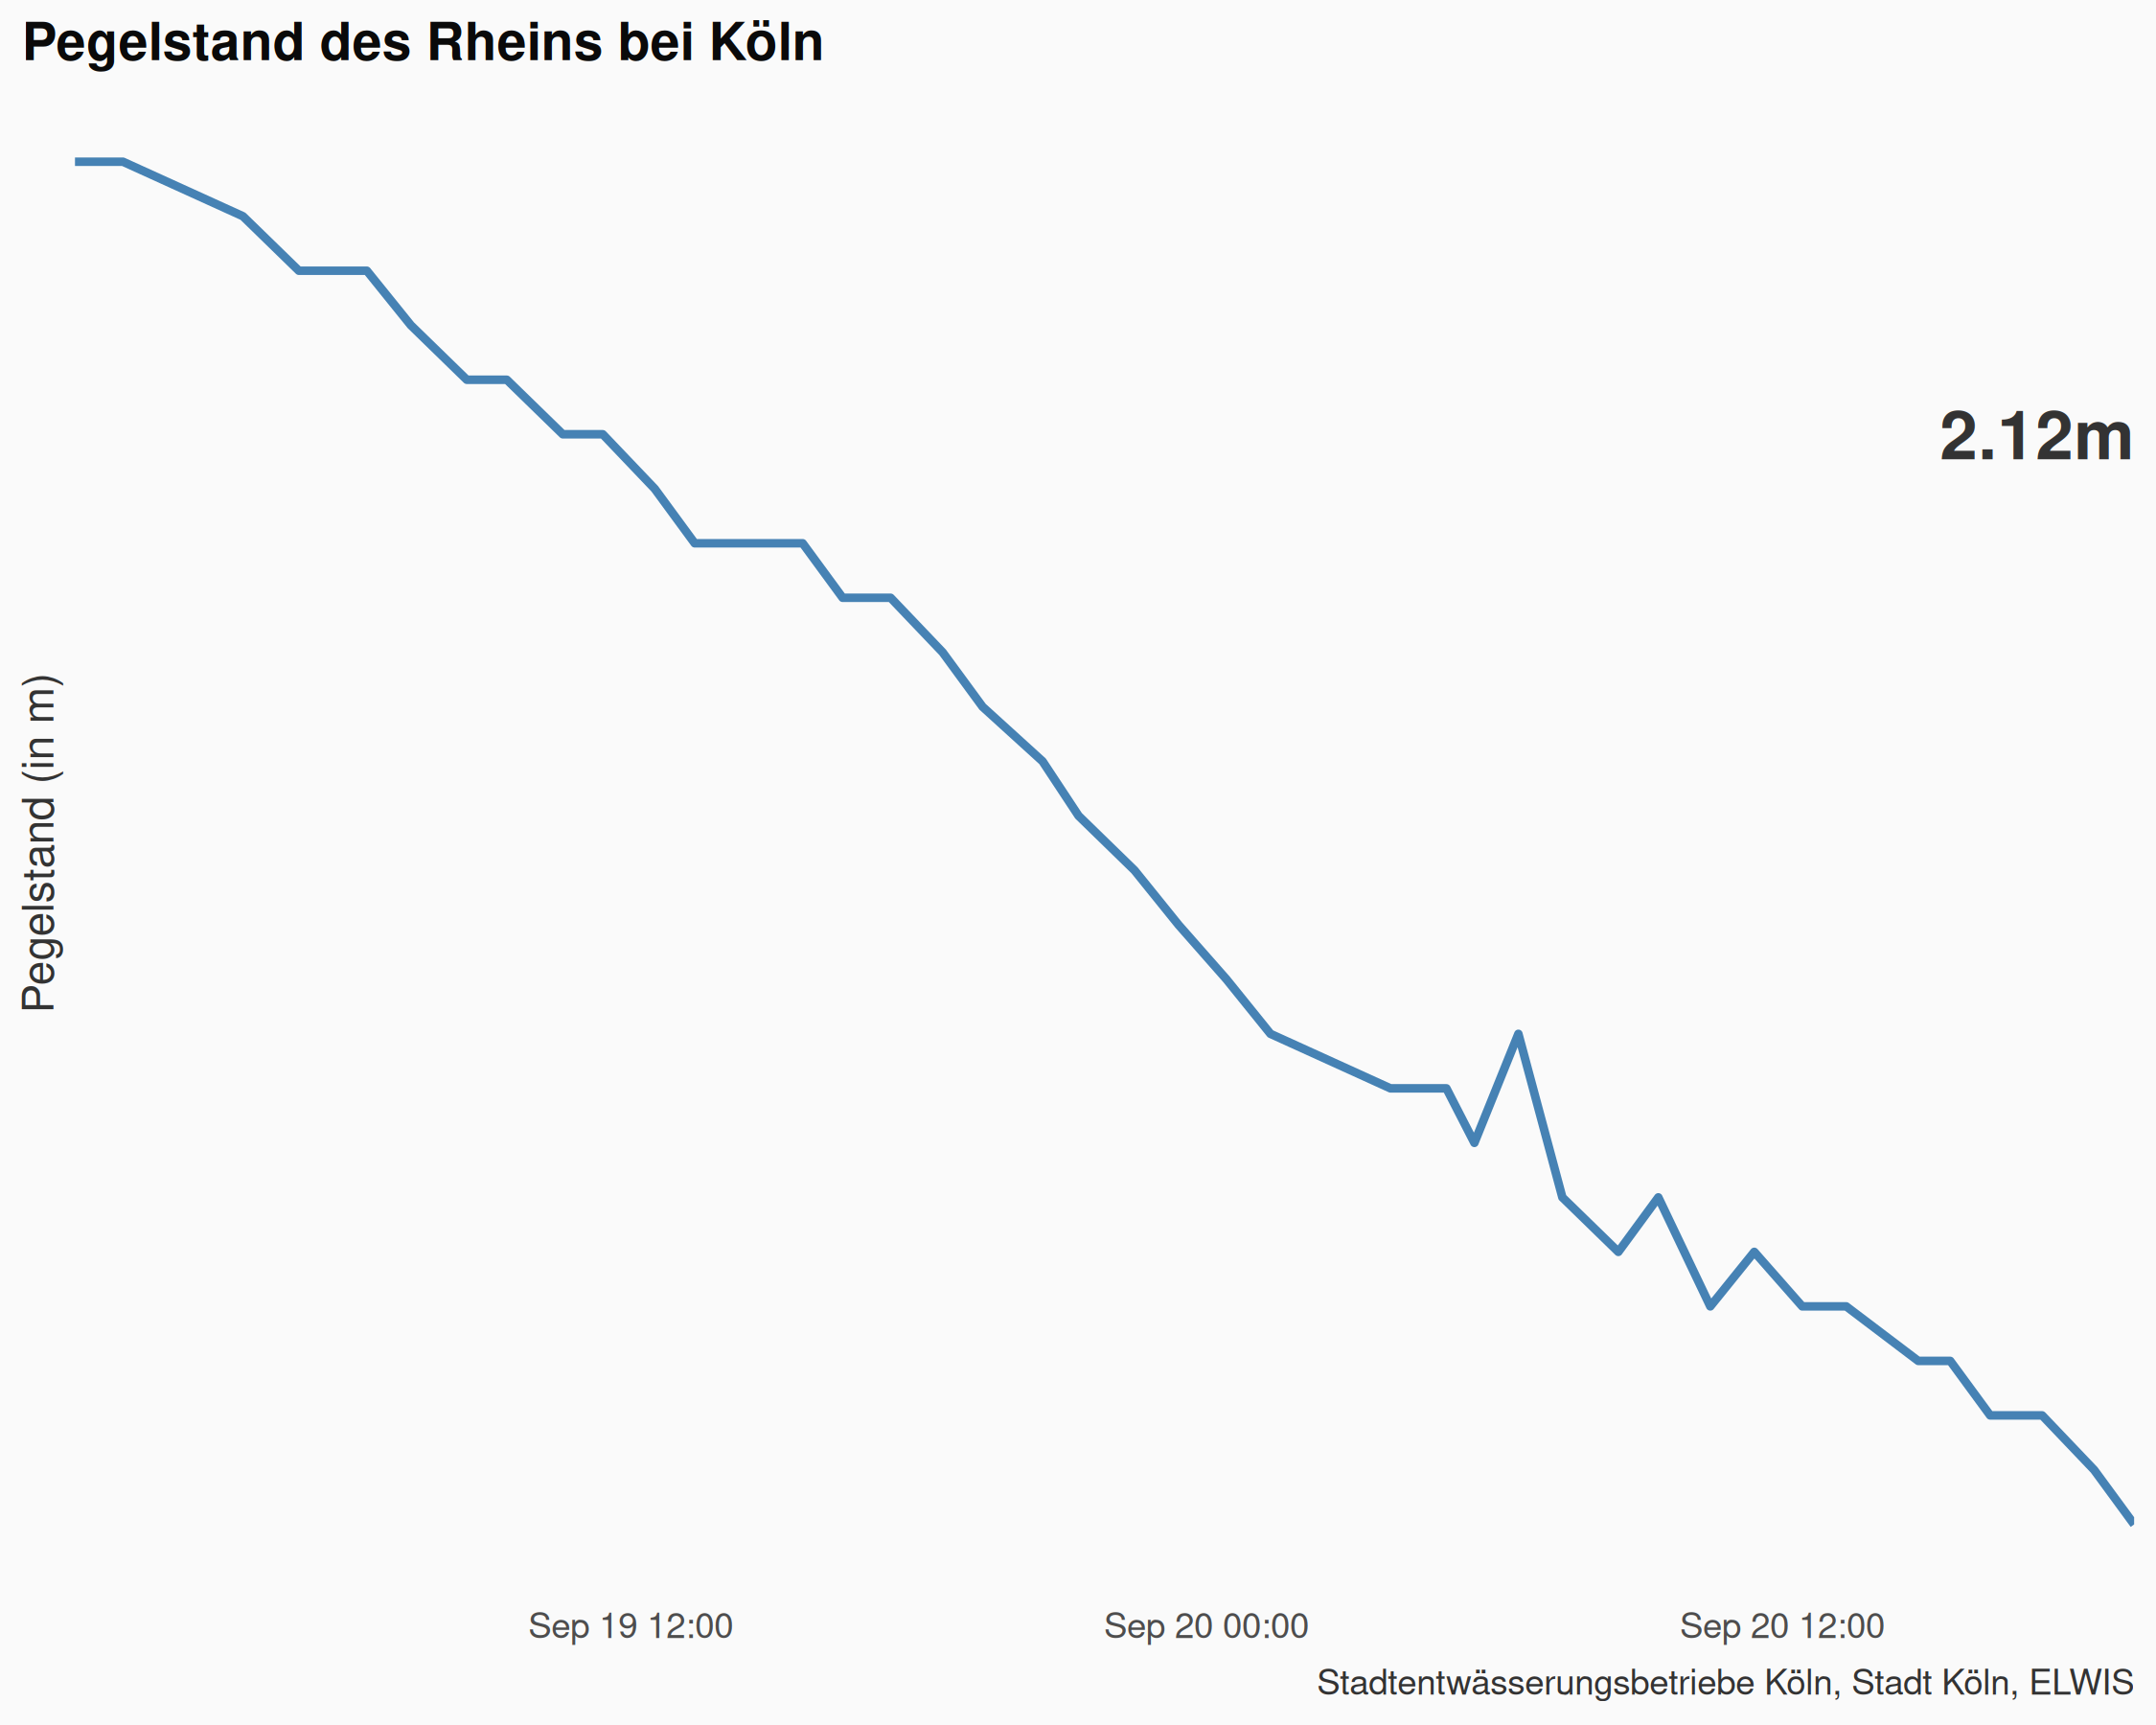 Pegelstand des Rheins bei Köln
2.12m
Pegelstand (in m)
Sep 19 12:00
Sep 20 00:00
Sep 20 12:00
Stadtentwässerungsbetriebe Köln, Stadt Köln, ELWIS